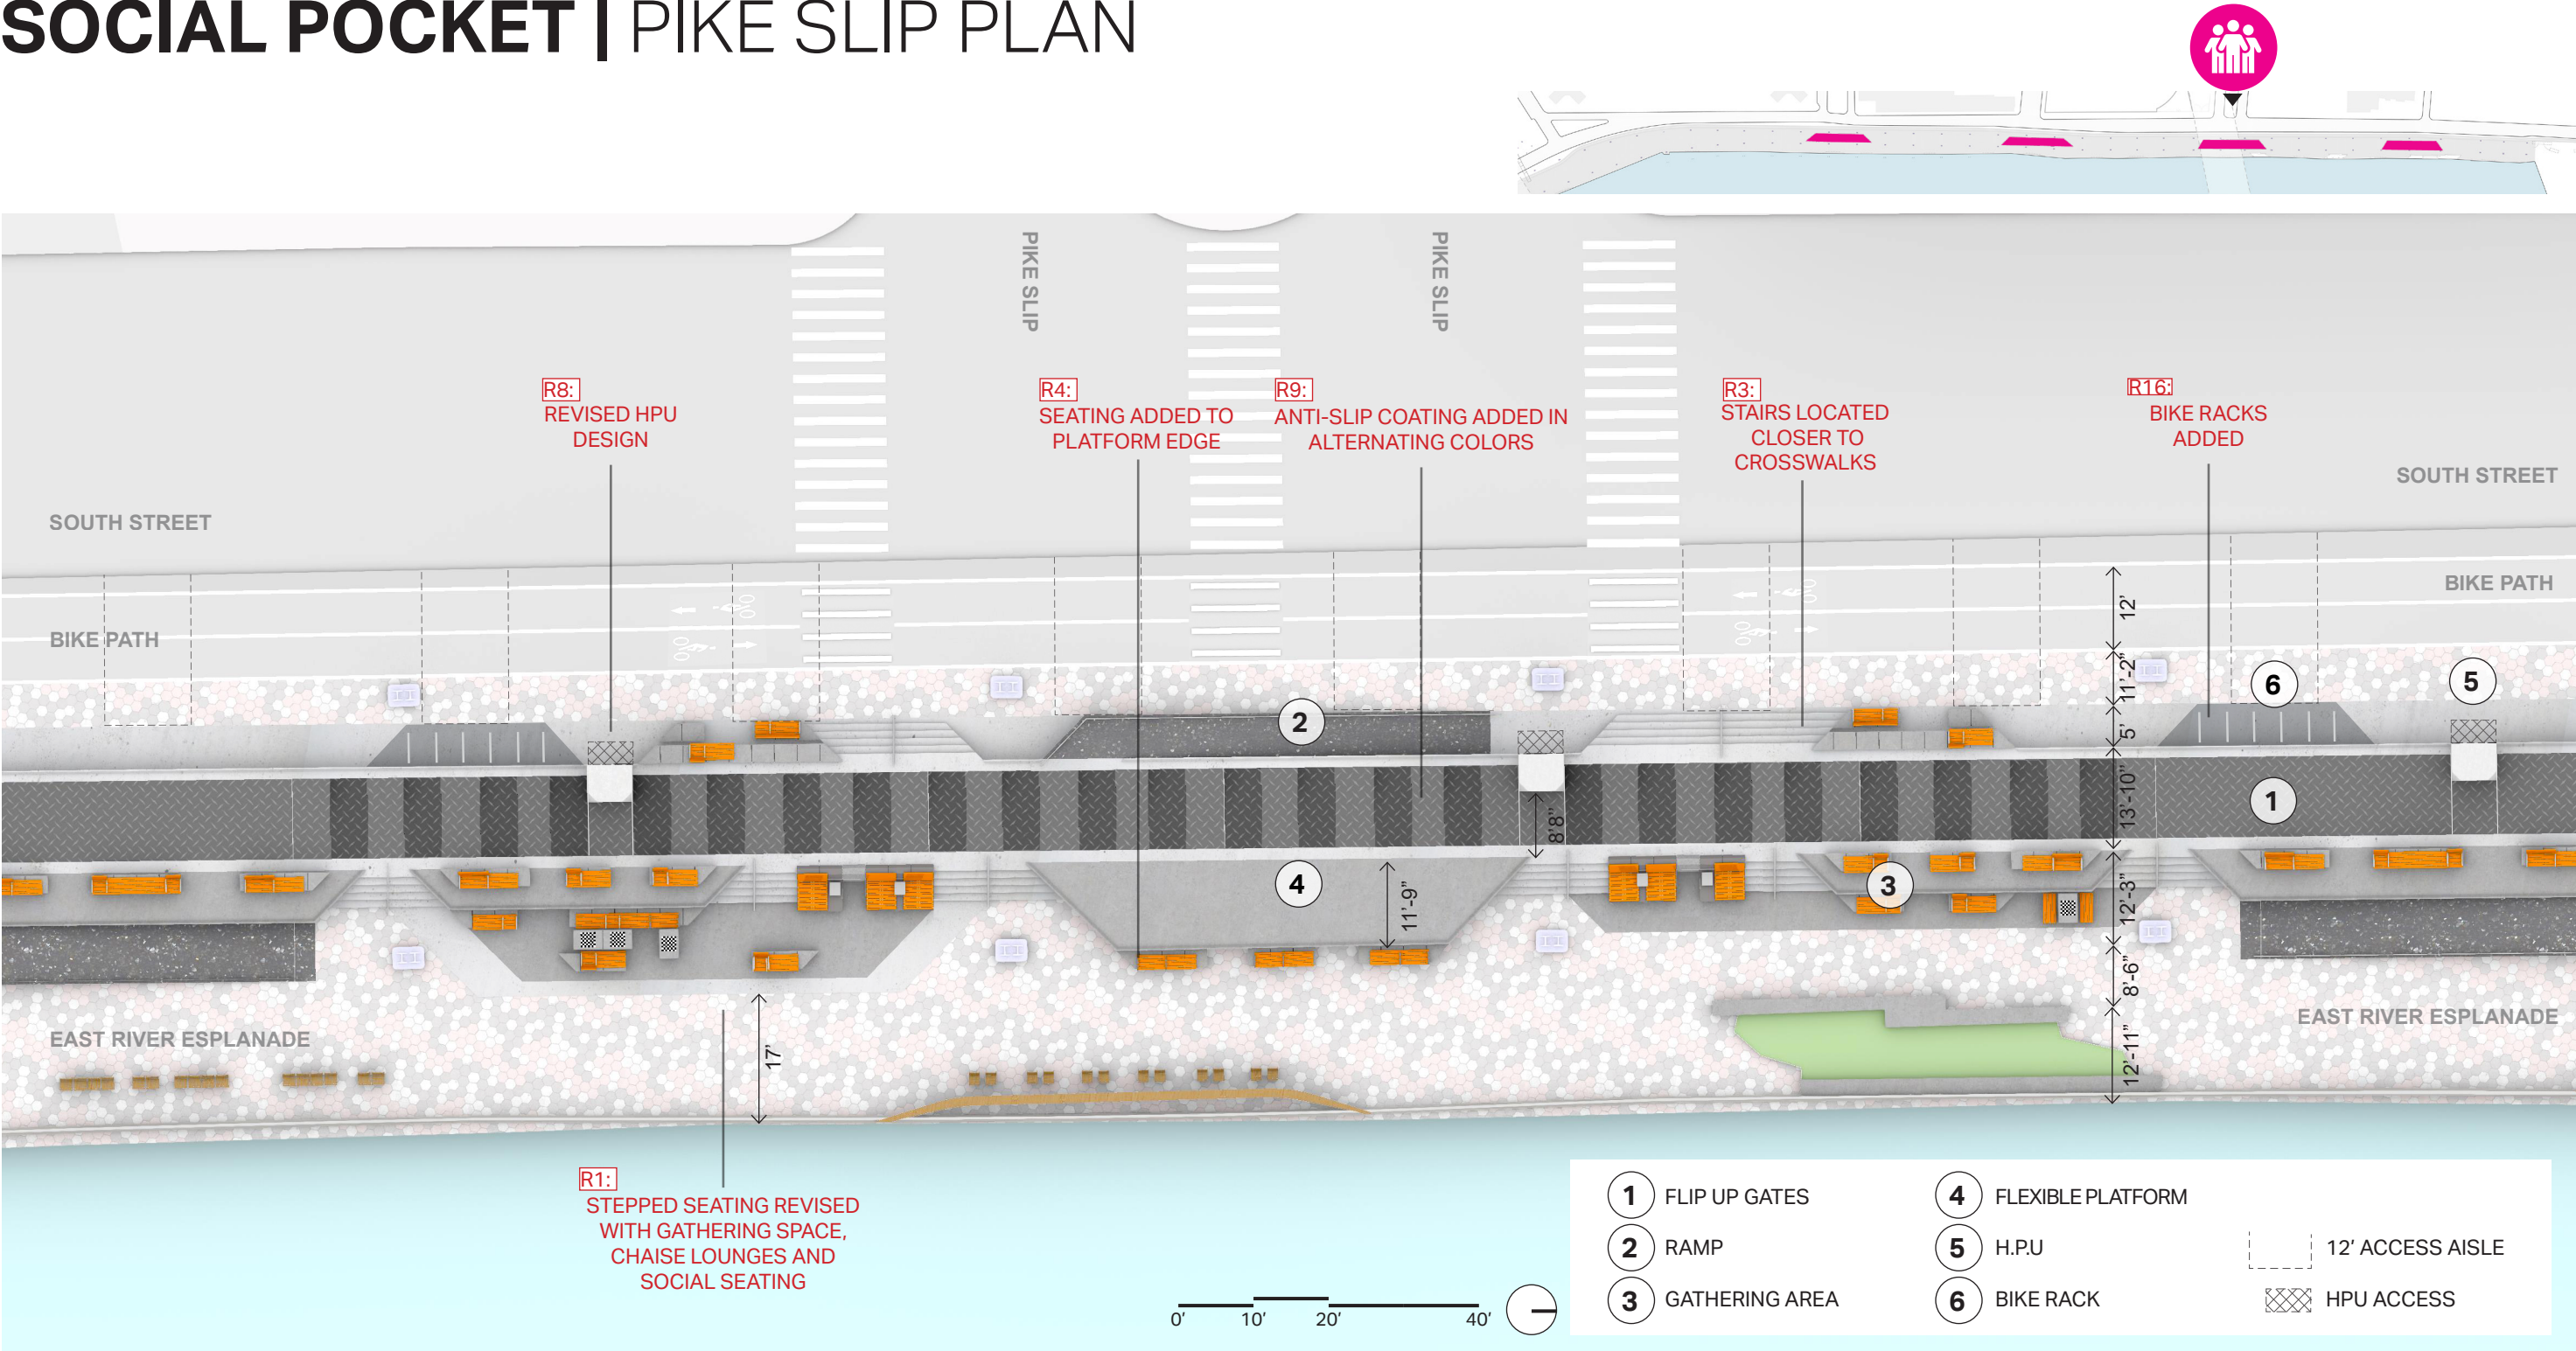 SOCIAL POCKET | PIKE SLIP PLAN
PIKE SLIP
PIKE SLIP
R8:
REVISED HPU
DESIGN
R4:
SEATING ADDED TO
PLATFORM EDGE
R9:
ANTI-SLIP COATING ADDED IN
ALTERNATING COLORS
R3:
STAIRS LOCATED
CLOSER TO
CROSSWALKS
R16:
BIKE RACKS
ADDED
SOUTH STREET
SOUTH STREET
BIKE PATH
BIKE PATH
12'
11'-2"
5'
13'-10"
12'-3"
8'-6"
12'-11"
6
5
2
1
8'8"
4
11'-9"
3
EAST RIVER ESPLANADE
EAST RIVER ESPLANADE
17'
R1:
STEPPED SEATING REVISED
WITH GATHERING SPACE,
CHAISE LOUNGES AND
SOCIAL SEATING
0'
10'
20'
40'
1 FLIP UP GATES
2 RAMP
3 GATHERING AREA
4 FLEXIBLE PLATFORM
5 H.P.U
6 BIKE RACK
12' ACCESS AISLE
HPU ACCESS